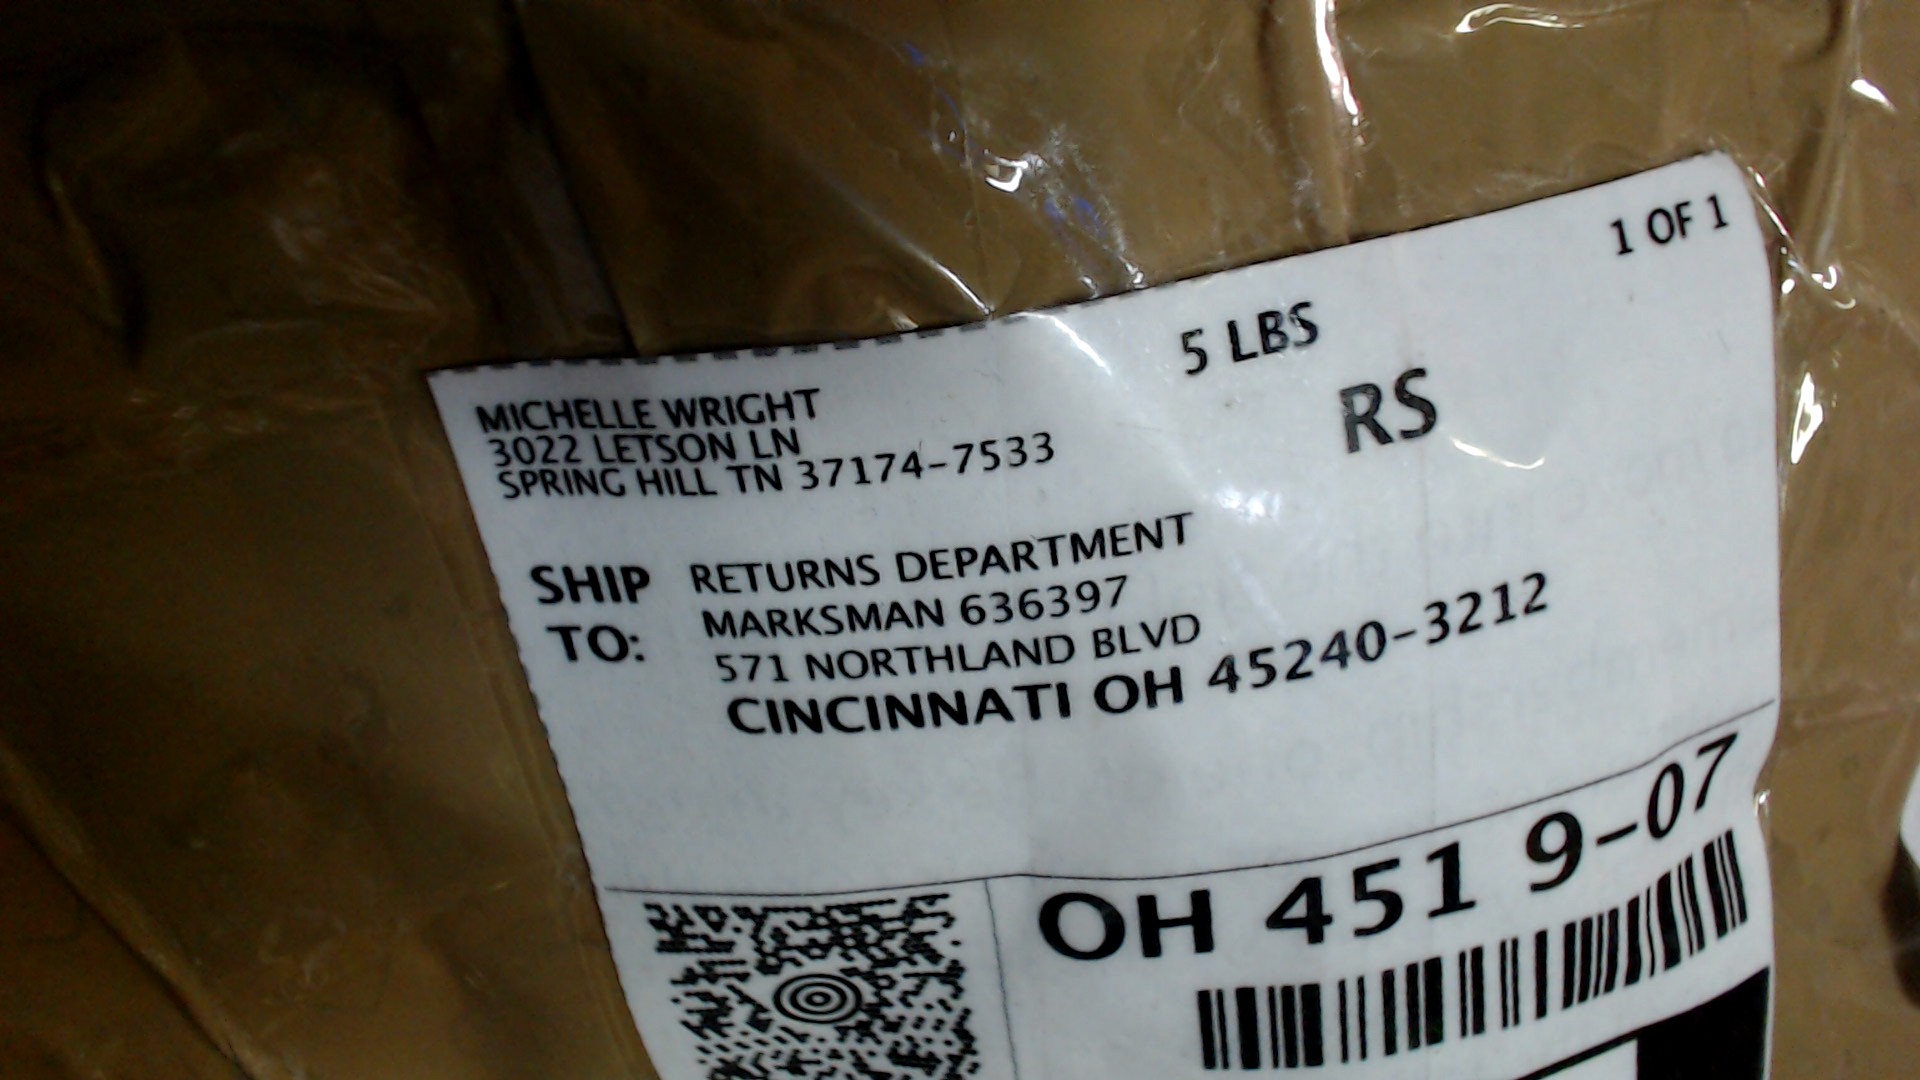 1 OF 1
5 LBS
RS
MICHELLE WRIGHT
3022 LETSON LN
SPRING HILL TN 37174-7533
SHIP TO:
RETURNS DEPARTMENT
MARKSMAN 636397
571 NORTHLAND BLVD
CINCINNATI OH 45240-3212
OH 451 9-07